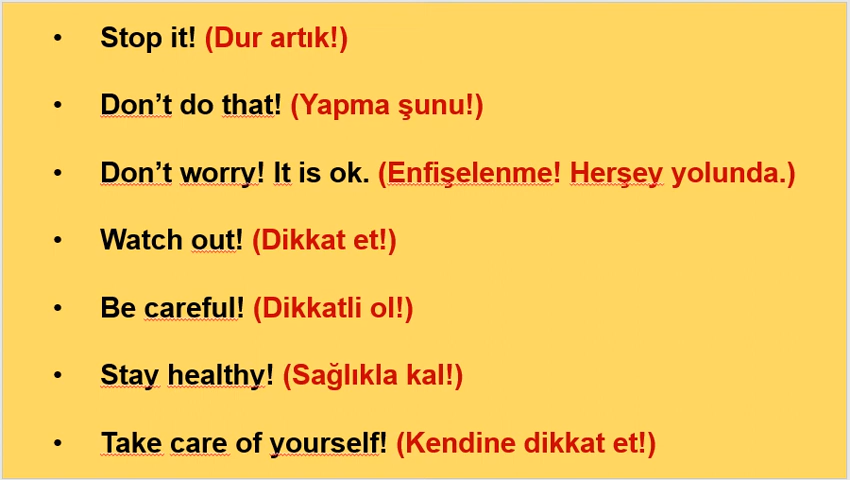 • Stop it! (Dur artık!)
• Don’t do that! (Yapma şunu!)
• Don’t worry! It is ok. (Enfişelenme! Herşey yolunda.)
• Watch out! (Dikkat et!)
• Be careful! (Dikkatli ol!)
• Stay healthy! (Sağlıkla kal!)
• Take care of yourself! (Kendine dikkat et!)